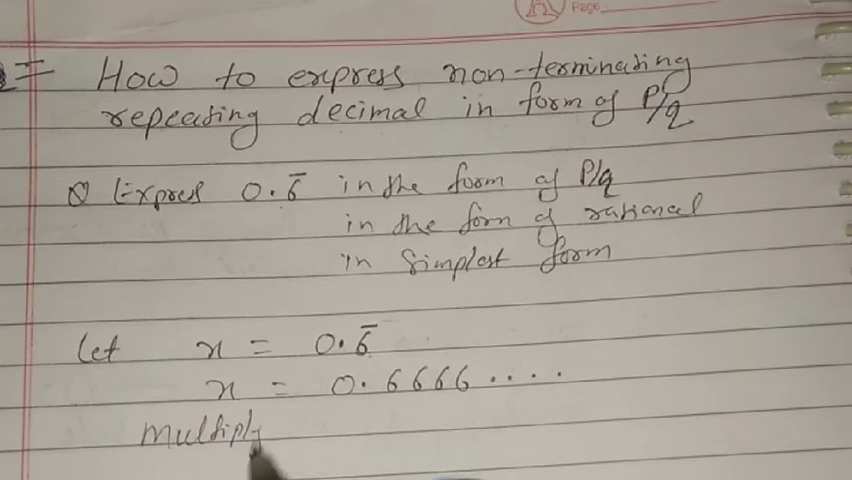 Page
How to express non-terminating
repeating decimal in form of P/q
Q Express 0.6̅ in the form of P/q
in the form of rational
in simplest form
Let x = 0.6̅
x = 0.6666....
Multiply